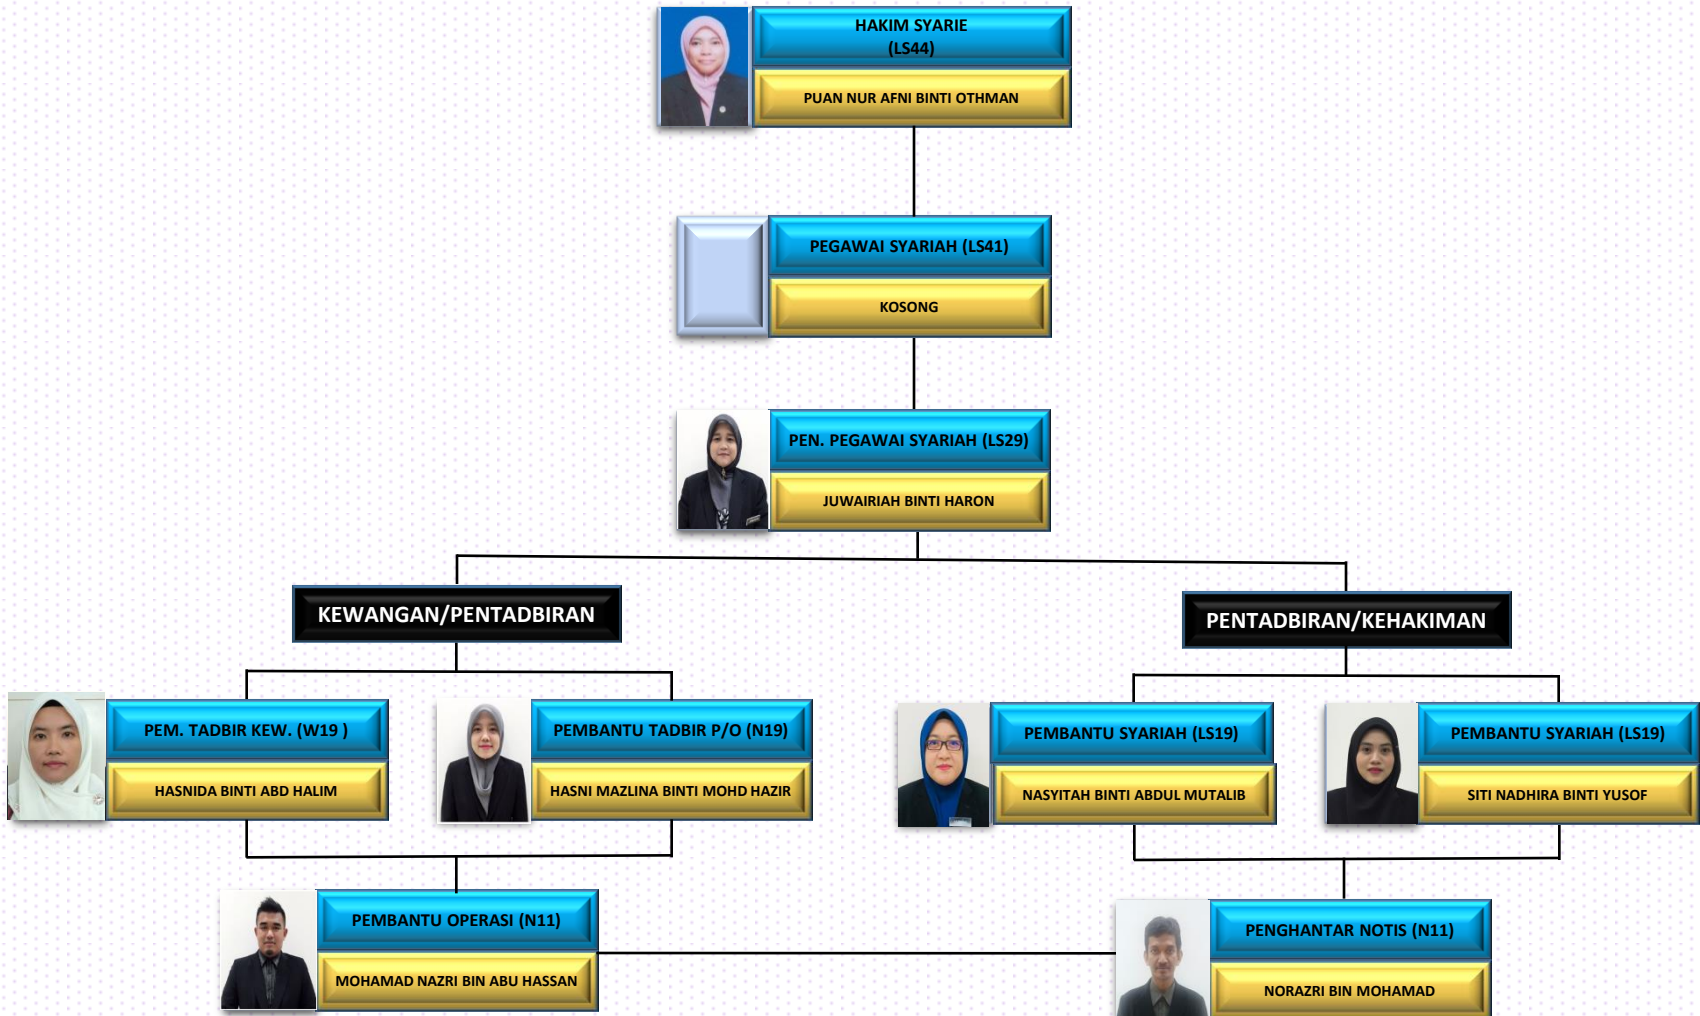 HAKIM SYARIE
(LS44)
PUAN NUR AFNI BINTI OTHMAN
PEGAWAI SYARIAH (LS41)
KOSONG
PEN. PEGAWAI SYARIAH (LS29)
JUWAIRIAH BINTI HARON
KEWANGAN/PENTADBIRAN
PENTADBIRAN/KEHAKIMAN
PEM. TADBIR KEW. (W19 )
HASNIDA BINTI ABD HALIM
PEMBANTU TADBIR P/O (N19)
HASNI MAZLINA BINTI MOHD HAZIR
PEMBANTU SYARIAH (LS19)
NASYITAH BINTI ABDUL MUTALIB
PEMBANTU SYARIAH (LS19)
SITI NADHIRA BINTI YUSOF
PEMBANTU OPERASI (N11)
MOHAMAD NAZRI BIN ABU HASSAN
PENGHANTAR NOTIS (N11)
NORAZRI BIN MOHAMAD